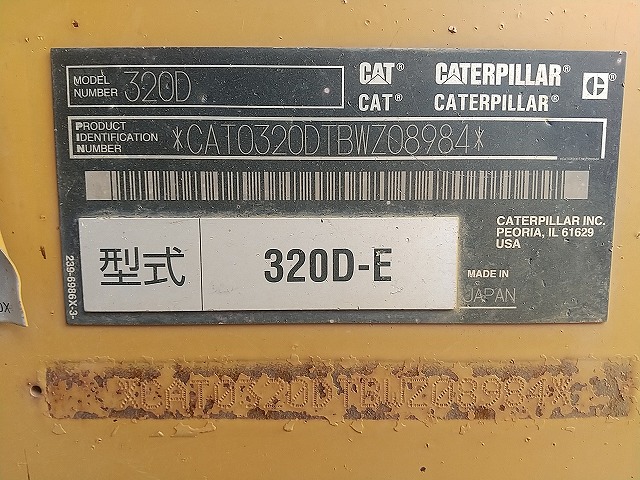 MODEL NUMBER 320D
CAT® CATERPILLAR®
CAT® CATERPILLAR®
PRODUCT IDENTIFICATION NUMBER *CAT0320DTBWZ08984*
CATERPILLAR INC.
PEORIA, IL 61629
USA
型式 320D-E
MADE IN
JAPAN
239-6986X-3-
*CAT0320DTBWZ08984*